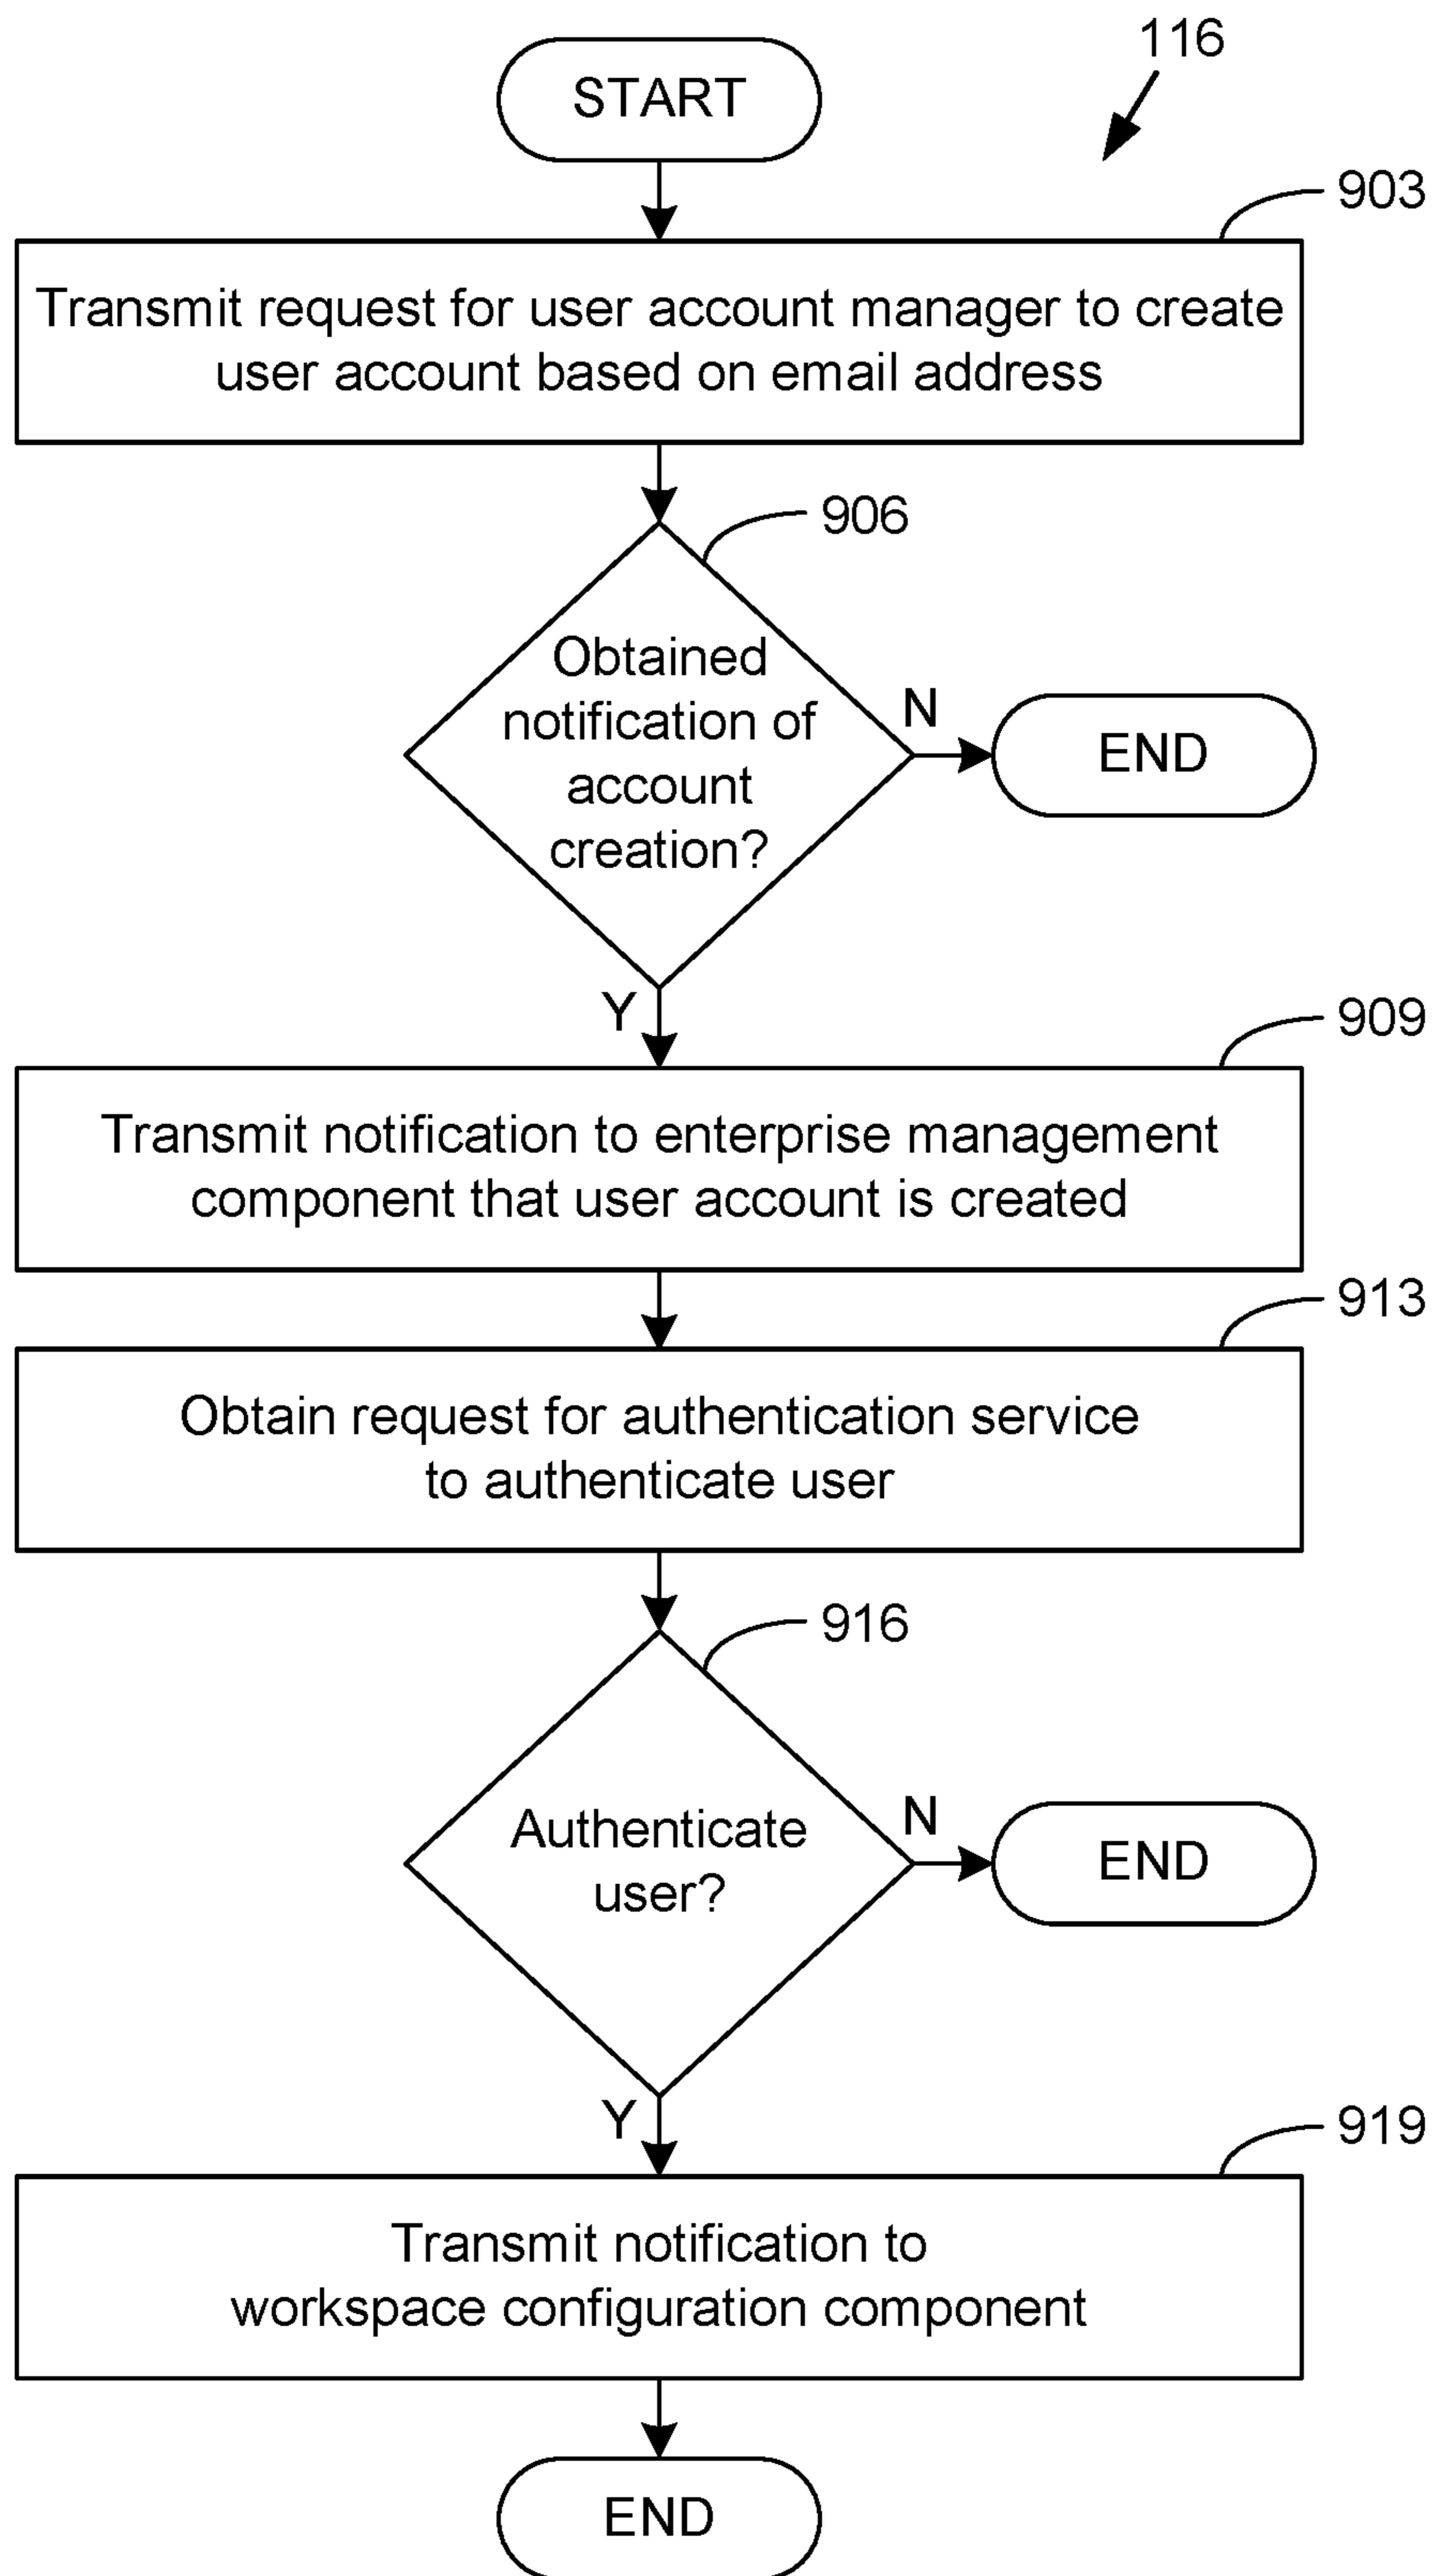 116
START
903
Transmit request for user account manager to create
user account based on email address
906
Obtained
notification of
account
creation?
N
END
Y
909
Transmit notification to enterprise management
component that user account is created
913
Obtain request for authentication service
to authenticate user
916
Authenticate
user?
N
END
Y
919
Transmit notification to
workspace configuration component
END